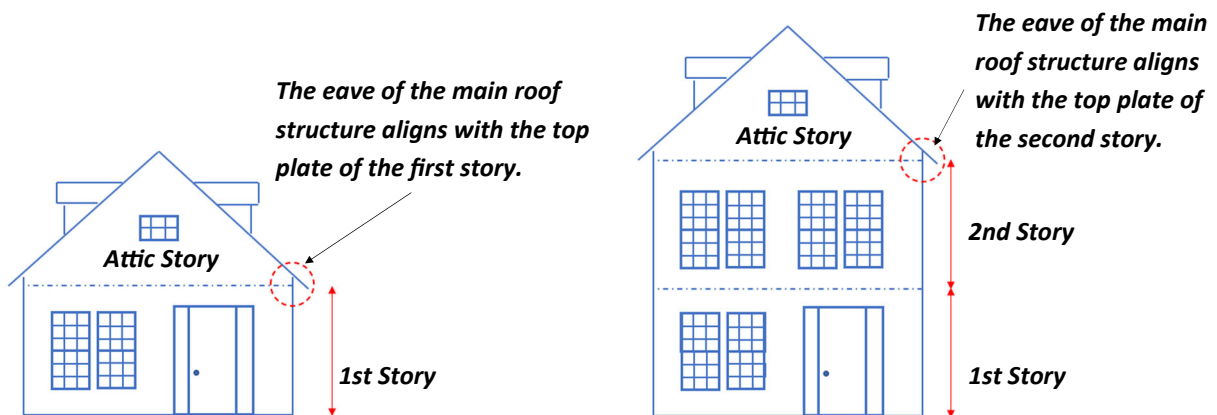 The eave of the main roof
structure aligns with the top
plate of the first story.
Attic Story
1st Story
The eave of the main
roof structure aligns
with the top plate of
the second story.
Attic Story
2nd Story
1st Story